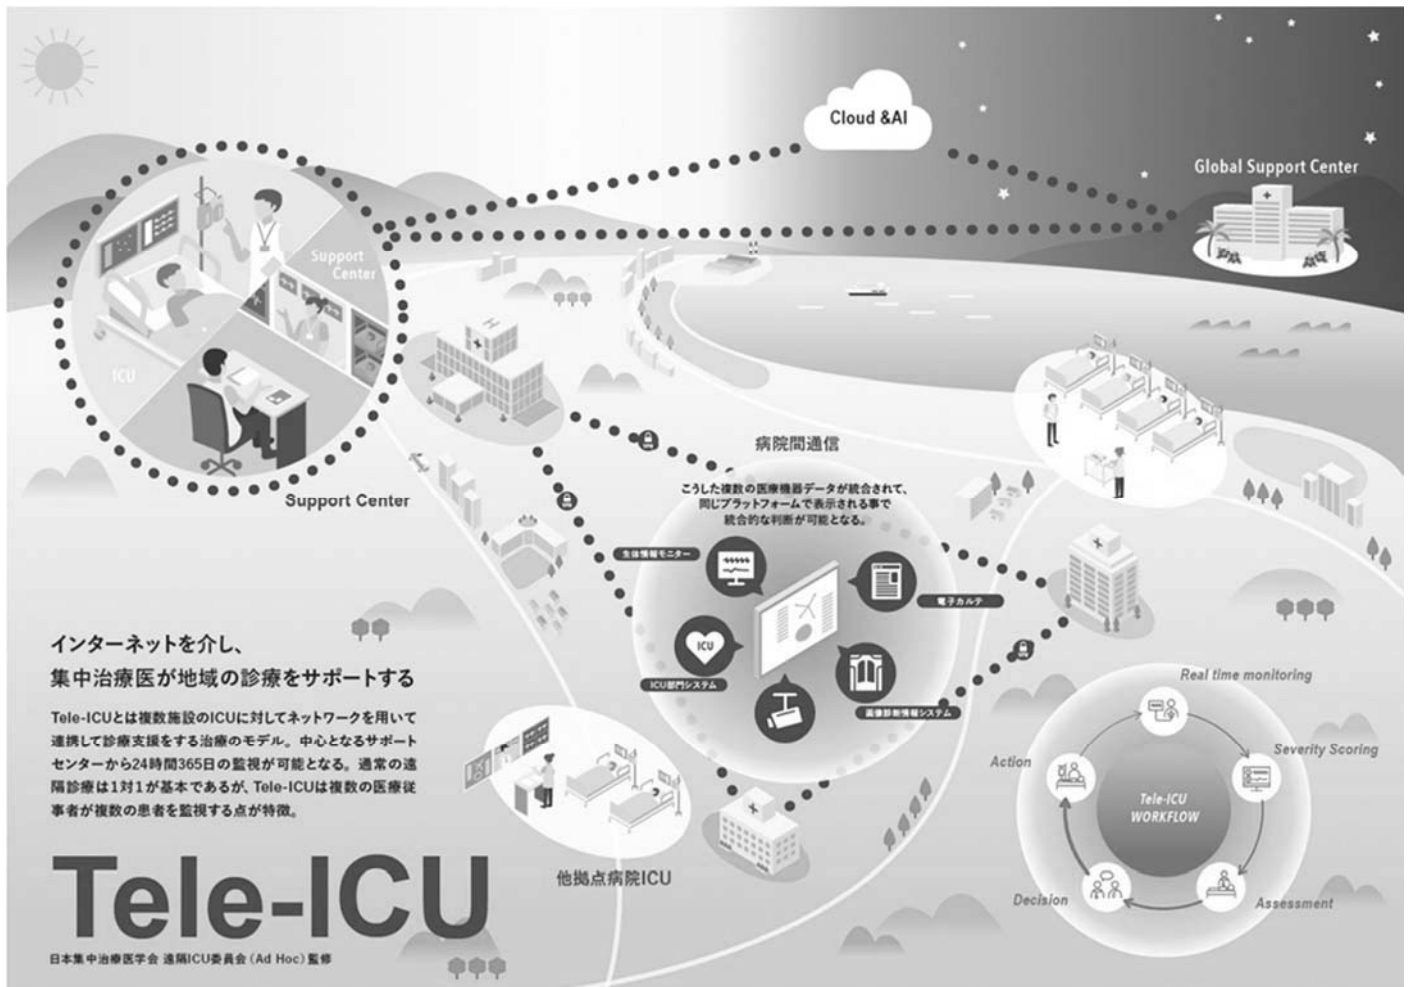 Cloud &AI
Global Support Center
Support
Center
ICU
Support Center
病院間通信
こうした複数の医療機器データが統合されて、
同じプラットフォームで表示される事で
統合的な判断が可能となる。
生体情報モニター
電子カルテ
ICU
ICU部門システム
画像診断情報システム
インターネットを介し、
集中治療医が地域の診療をサポートする
Tele-ICUとは複数施設のICUに対してネットワークを用いて
連携して診療支援をする治療のモデル。中心となるサポート
センターから24時間365日の監視が可能となる。通常の遠
隔診療は1対1が基本であるが、Tele-ICUは複数の医療従
事者が複数の患者を監視する点が特徴。
Tele-ICU
日本集中治療医学会 遠隔ICU委員会（Ad Hoc）監修
他拠点病院ICU
Real time monitoring
Severity Scoring
Action
Tele-ICU
WORKFLOW
Decision
Assessment